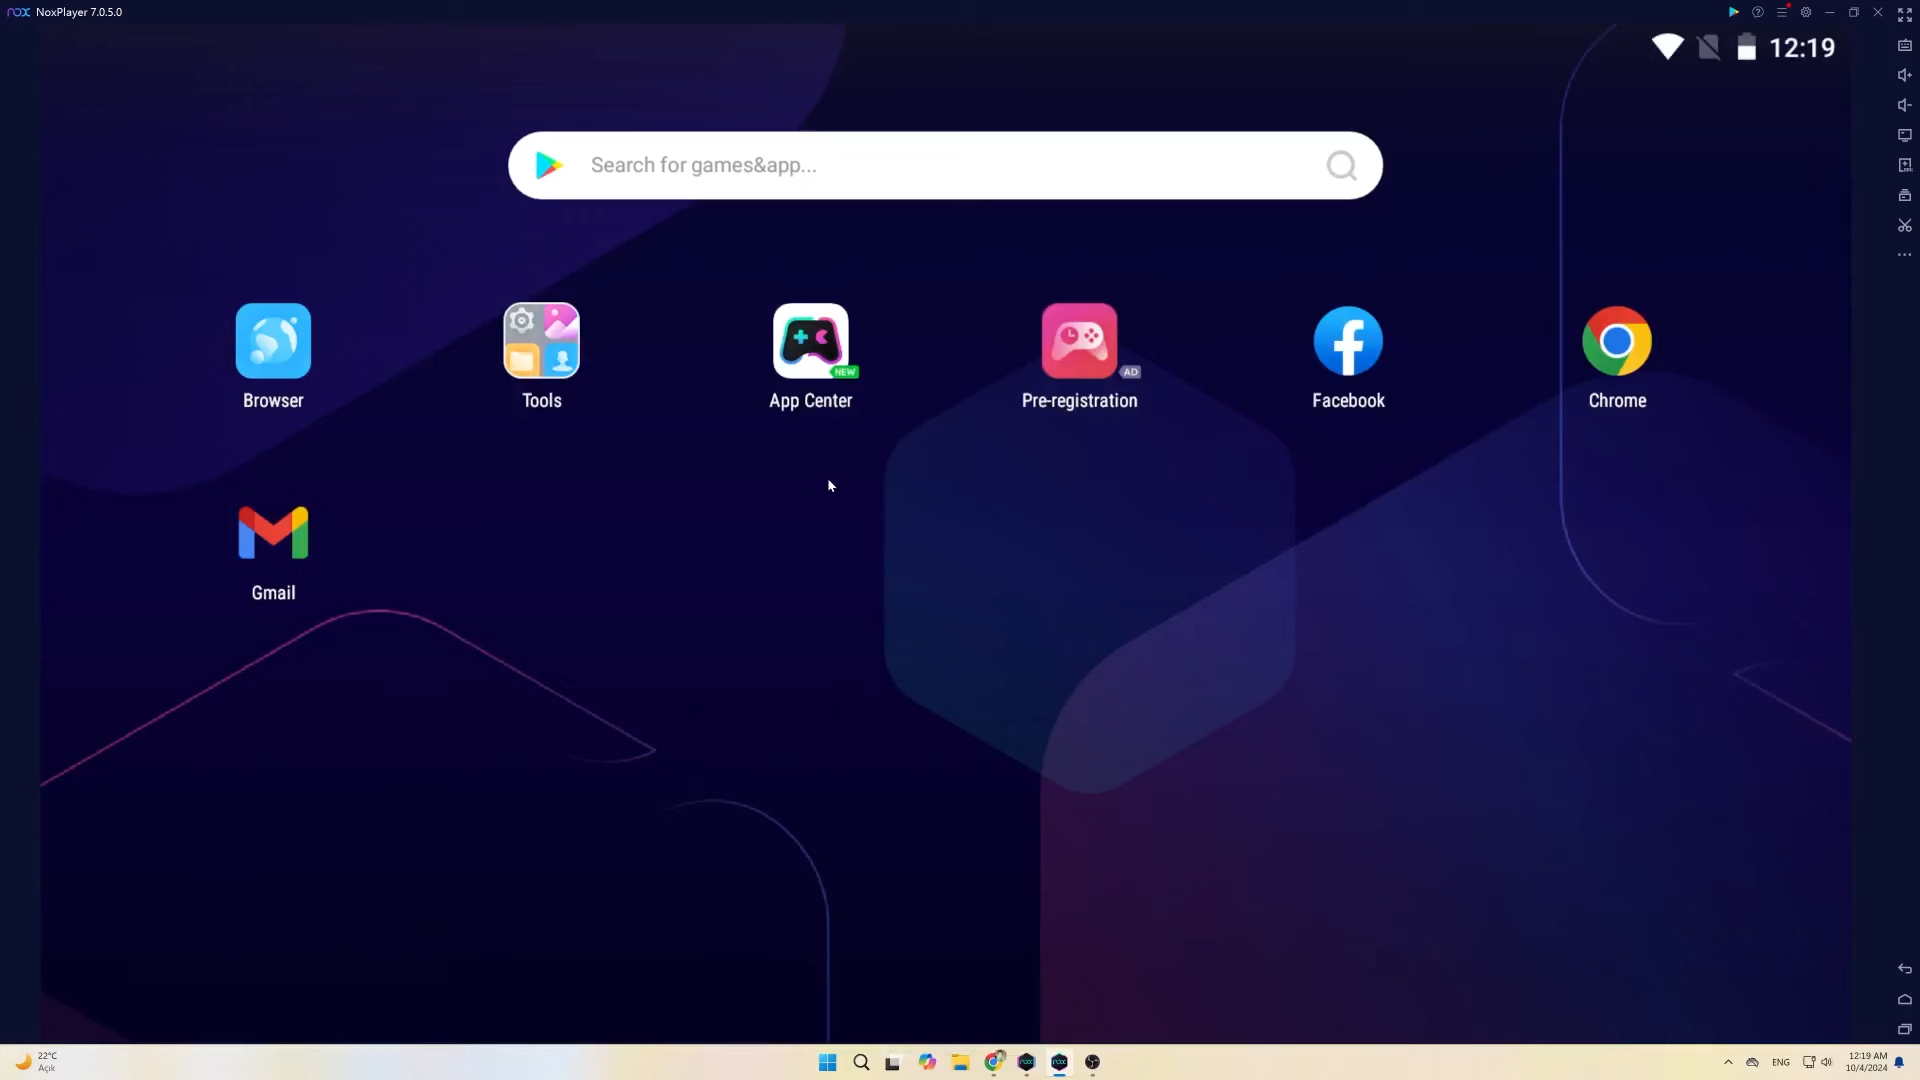 nox NoxPlayer 7.0.5.0
12:19
Search for games&app...
Browser
Tools
NEW
App Center
AD
Pre-registration
Facebook
Chrome
Gmail
22°C
Açık
ENG
12:19 AM
10/4/2024